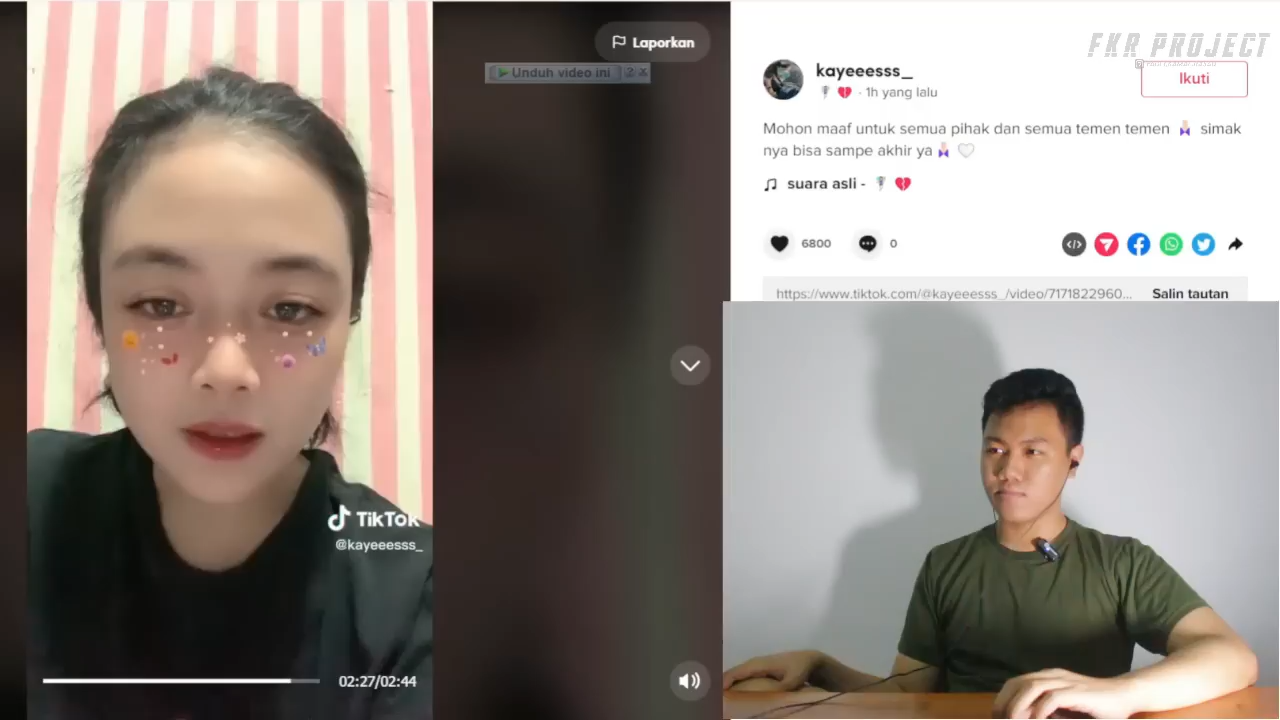 Laporkan
Unduh video ini
FKR PROJECT
kayeeesss_
· 1h yang lalu
Ikuti
Mohon maaf untuk semua pihak dan semua temen temen simak
nya bisa sampe akhir ya
suara asli -
6800
0
https://www.tiktok.com/@kayeeesss_/video/7171822960...
Salin tautan
TikTok
@kayeeesss_
02:27/02:44